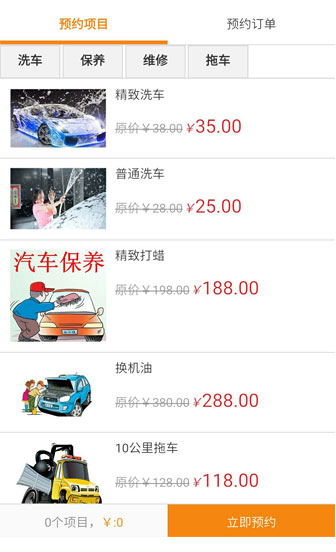 预约项目 预约订单
洗车 保养 维修 拖车
精致洗车
原价￥38.00 ￥35.00
普通洗车
原价￥28.00 ￥25.00
汽车保养
精致打蜡
原价￥198.00 ￥188.00
换机油
原价￥380.00 ￥288.00
10公里拖车
原价￥128.00 ￥118.00
0个项目，￥:0 立即预约